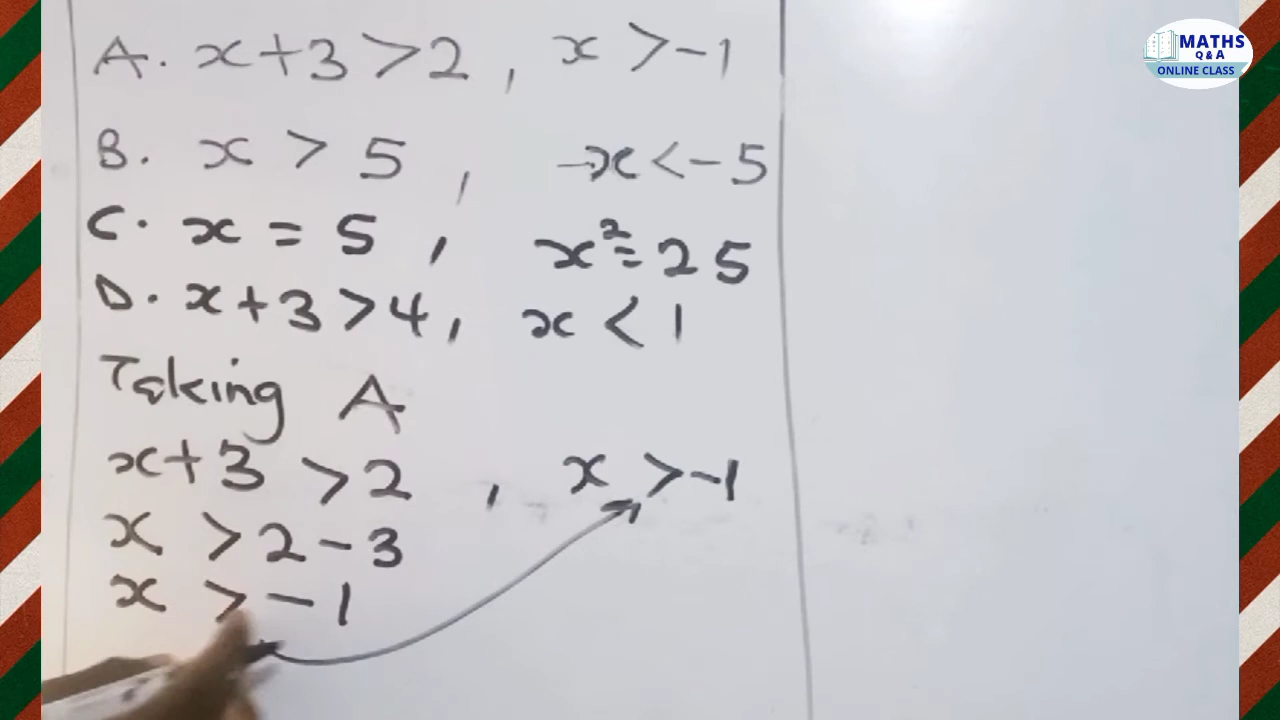 A. x+3 > 2, x > -1
B. x > 5, -x < -5
C. x = 5, x² = 25
D. x+3 > 4, x < 1
Taking A
x+3 > 2, x > -1
x > 2-3
x > -1
MATHS
Q & A
ONLINE CLASS